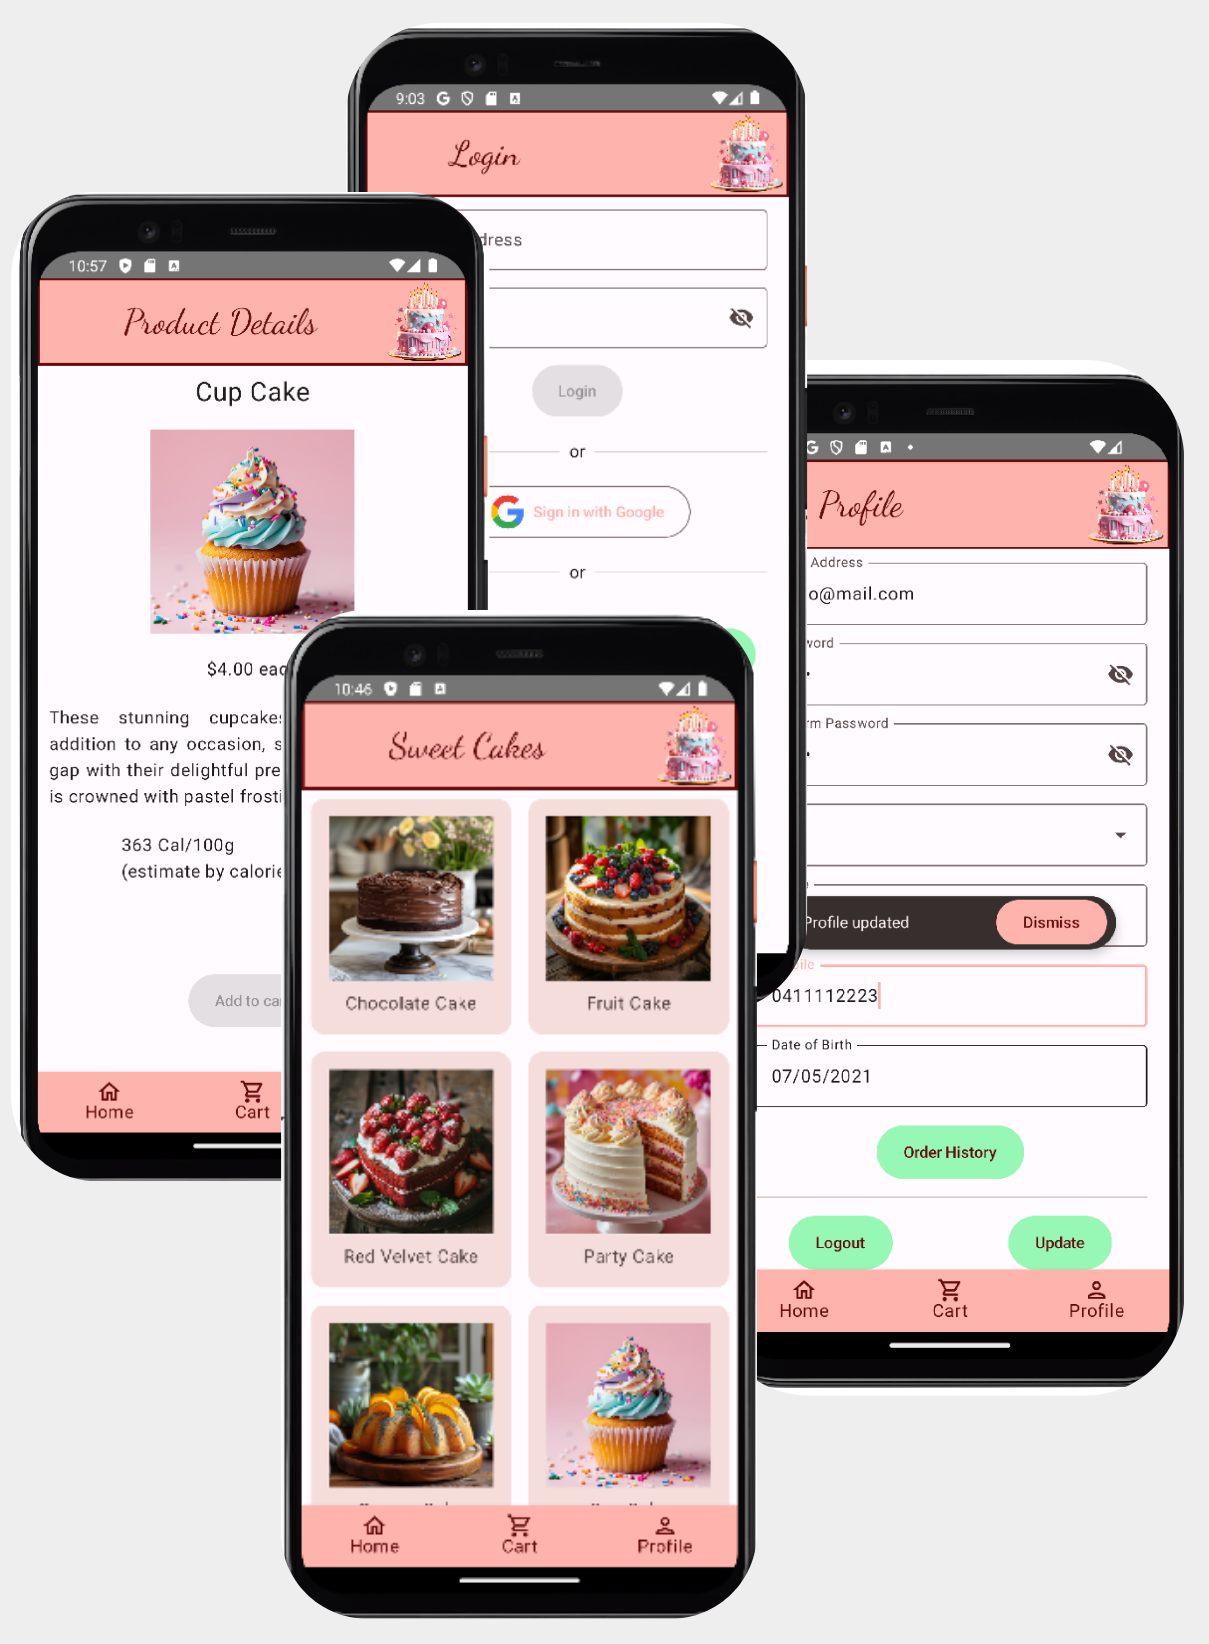 9:03
Login
dress
Login
or
Sign in with Google
or
10:57
Product Details
Cup Cake
$4.00 eac
These stunning cupcakes
addition to any occasion, s
gap with their delightful pre
is crowned with pastel frosti
363 Cal/100g
(estimate by calorie
Add to ca
Home
Cart
Profile
Address
o@mail.com
word
rm Password
Profile updated
Dismiss
ile
0411112223
Date of Birth
07/05/2021
Order History
Logout
Update
Home
Cart
Profile
10:46
Sweet Cakes
Chocolate Cake
Fruit Cake
Red Velvet Cake
Party Cake
Home
Cart
Profile